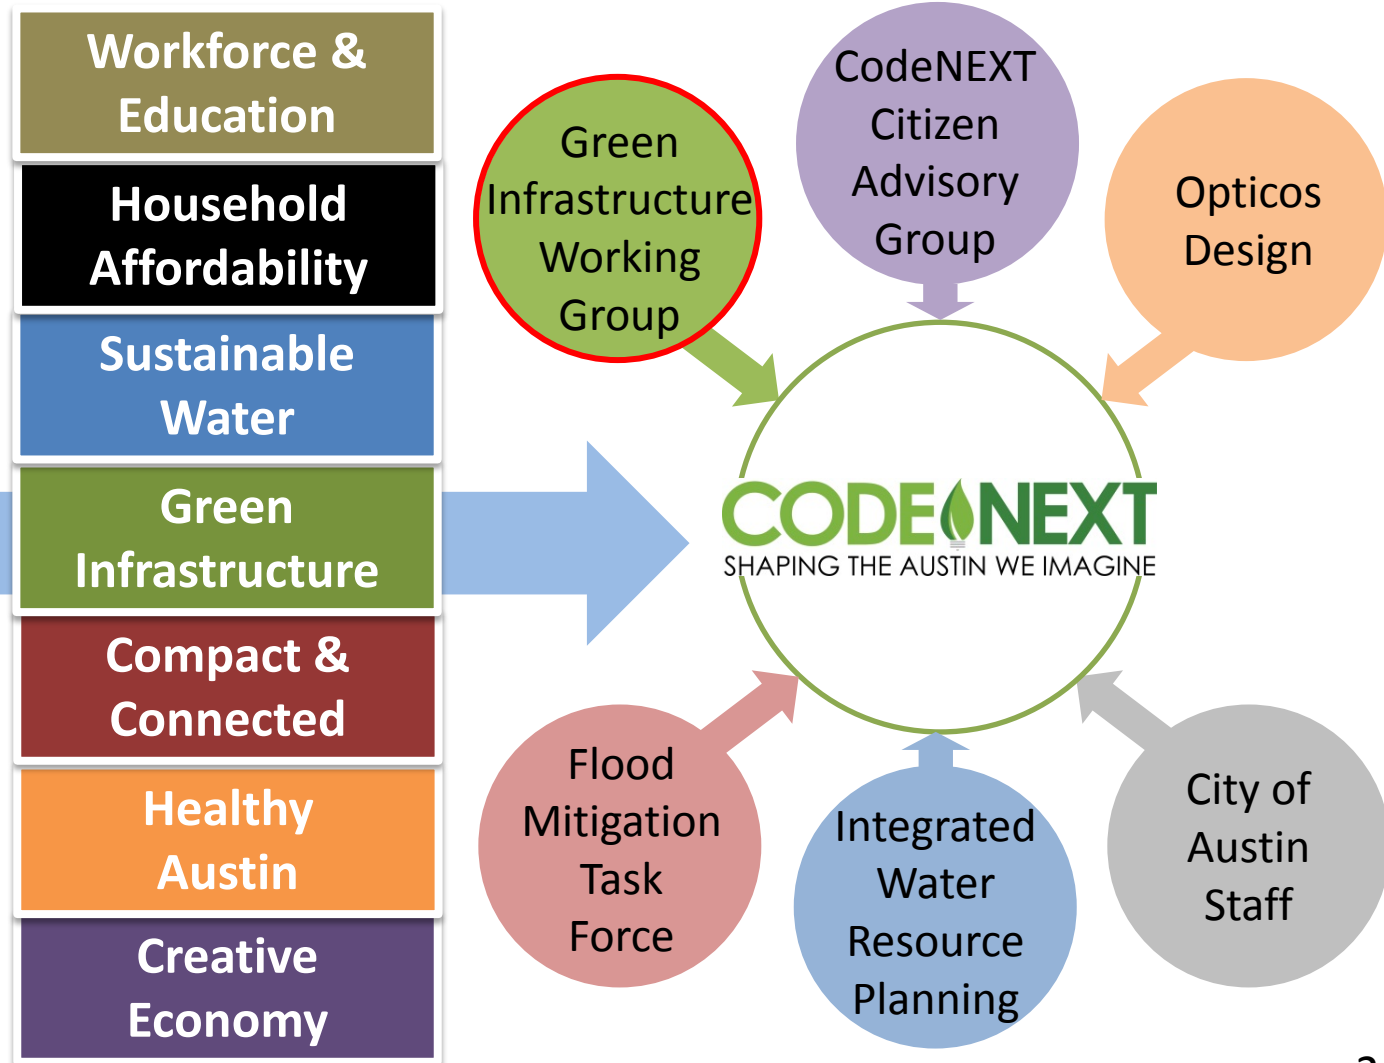 Workforce &
Education
Household
Affordability
Sustainable
Water
Green
Infrastructure
Compact &
Connected
Healthy
Austin
Creative
Economy
Green
Infrastructure
Working
Group
CodeNEXT
Citizen
Advisory
Group
Opticos
Design
CODE NEXT
SHAPING THE AUSTIN WE IMAGINE
Flood
Mitigation
Task
Force
Integrated
Water
Resource
Planning
City of
Austin
Staff